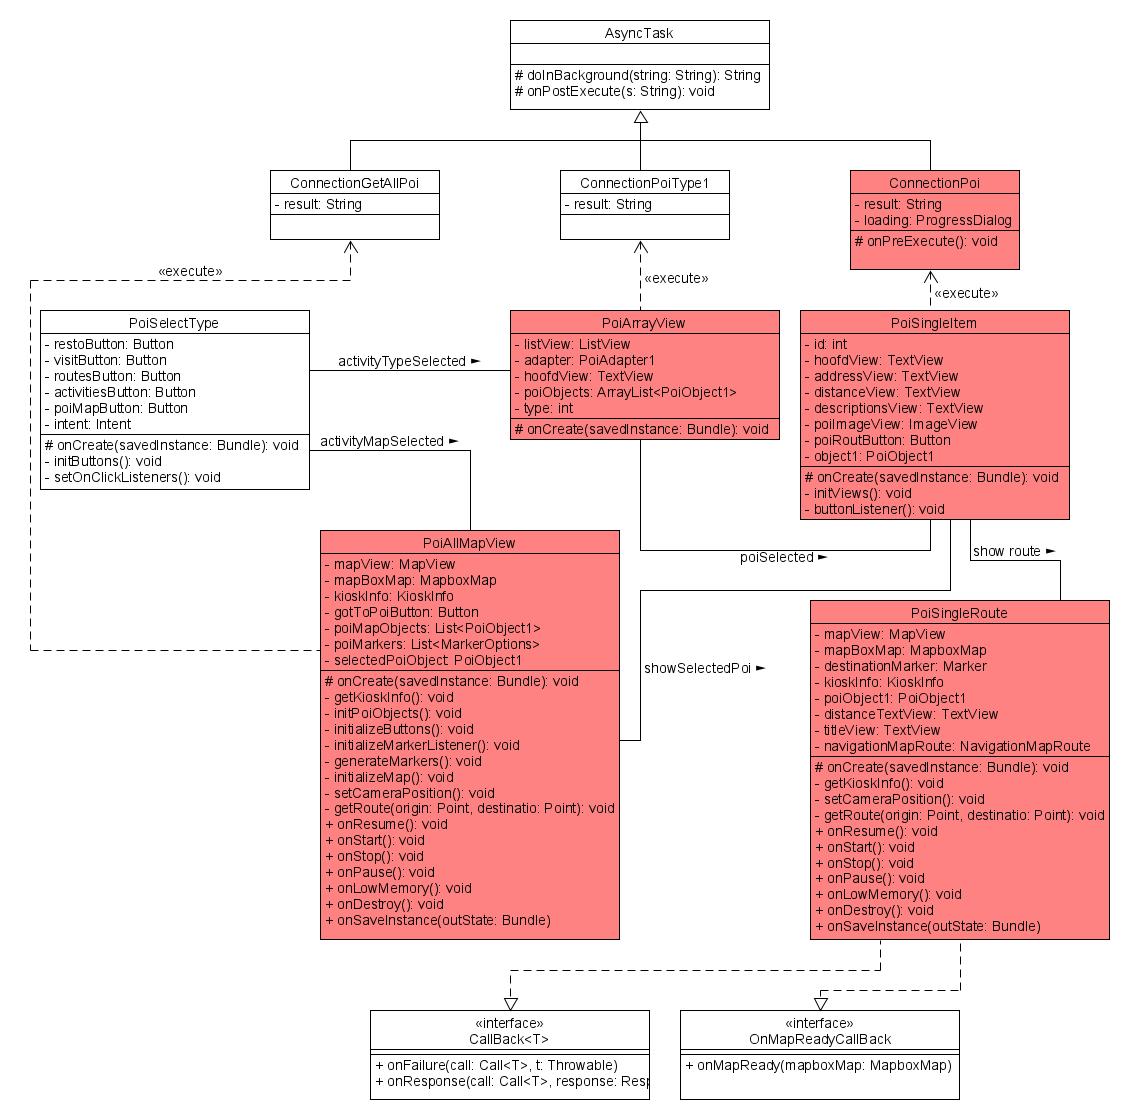 AsyncTask
# doInBackground(string: String): String
# onPostExecute(s: String): void
ConnectionGetAllPoi
- result: String
ConnectionPoiType1
- result: String
ConnectionPoi
- result: String
- loading: ProgressDialog
# onPreExecute(): void
«execute»
«execute»
«execute»
PoiSelectType
- restoButton: Button
- visitButton: Button
- routesButton: Button
- activitiesButton: Button
- poiMapButton: Button
- intent: Intent
# onCreate(savedInstance: Bundle): void
- initButtons(): void
- setOnClickListeners(): void
activityTypeSelected ►
activityMapSelected ►
PoiArrayView
- listView: ListView
- adapter: PoiAdapter1
- hoofdView: TextView
- poiObjects: ArrayList<PoiObject1>
- type: int
# onCreate(savedInstance: Bundle): void
PoiSingleItem
- id: int
- hoofdView: TextView
- addressView: TextView
- distanceView: TextView
- descriptionsView: TextView
- poiImageView: ImageView
- poiRoutButton: Button
- object1: PoiObject1
# onCreate(savedInstance: Bundle): void
- initViews(): void
- buttonListener(): void
poiSelected ►
show route ►
showSelectedPoi ►
PoiAllMapView
- mapView: MapView
- mapBoxMap: MapboxMap
- kioskInfo: KioskInfo
- gotToPoiButton: Button
- poiMapObjects: List<PoiObject1>
- poiMarkers: List<MarkerOptions>
- selectedPoiObject: PoiObject1
# onCreate(savedInstance: Bundle): void
- getKioskInfo(): void
- initPoiObjects(): void
- initializeButtons(): void
- initializeMarkerListener(): void
- generateMarkers(): void
- initializeMap(): void
- setCameraPosition(): void
- getRoute(origin: Point, destinatio: Point): void
+ onResume(): void
+ onStart(): void
+ onStop(): void
+ onPause(): void
+ onLowMemory(): void
+ onDestroy(): void
+ onSaveInstance(outState: Bundle)
PoiSingleRoute
- mapView: MapView
- mapBoxMap: MapboxMap
- destinationMarker: Marker
- kioskInfo: KioskInfo
- poiObject1: PoiObject1
- distanceTextView: TextView
- titleView: TextView
- navigationMapRoute: NavigationMapRoute
# onCreate(savedInstance: Bundle): void
- getKioskInfo(): void
- setCameraPosition(): void
- getRoute(origin: Point, destinatio: Point): void
+ onResume(): void
+ onStart(): void
+ onStop(): void
+ onPause(): void
+ onLowMemory(): void
+ onDestroy(): void
+ onSaveInstance(outState: Bundle)
«interface»
CallBack<T>
+ onFailure(call: Call<T>, t: Throwable)
+ onResponse(call: Call<T>, response: Resp
«interface»
OnMapReadyCallBack
+ onMapReady(mapboxMap: MapboxMap)